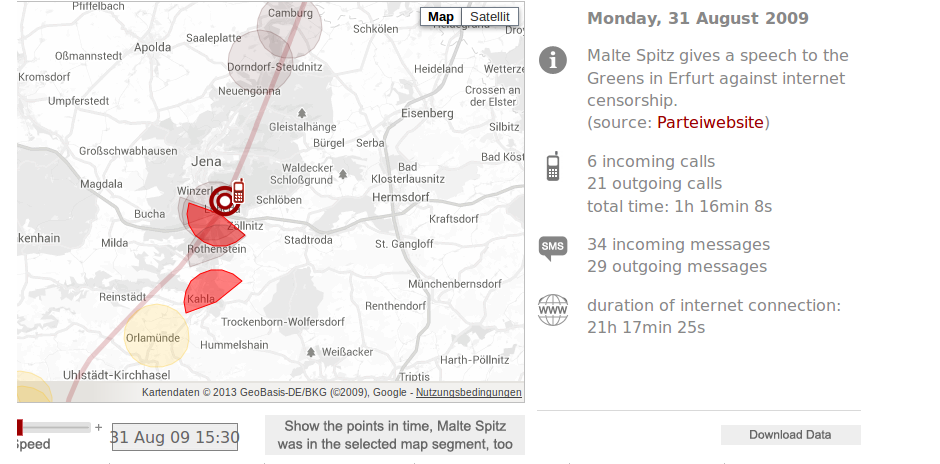 Pfiffelbach
Camburg
Map
Satellit
Schkölen
Saaleplatte
Apolda
Oßmannstedt
Dorndorf-Steudnitz
Heideland
Wetterze
Kromsdorf
Neuengönna
Crossen an
der Elster
Umpferstedt
Eisenberg
Gleistalhänge
Silbitz
Bürgel
Serba
Großschwabhausen
Jena
Bad Köst
Waldecker
Schloßgrund
Bad
Klosterlausnitz
Magdala
Winzerl
Hermsdorf
Schlöben
Bucha
Kraftsdorf
Zöllnitz
kenhain
Milda
Stadtroda
St. Gangloff
Rothenstein
Münchenbernsdorf
Reinstädt
Kahla
Renthendorf
Trockenborn-Wolfersdorf
Orlamünde
Hummelshain
Weißacker
Harth-Pöllnitz
Uhlstädt-Kirchhasel
Triptis
Kartendaten © 2013 GeoBasis-DE/BKG (©2009), Google - Nutzungsbedingungen
+
Speed
31 Aug 09 15:30
Show the points in time, Malte Spitz
was in the selected map segment, too
Monday, 31 August 2009
i
Malte Spitz gives a speech to the
Greens in Erfurt against internet
censorship.
(source: Parteiwebsite)
6 incoming calls
21 outgoing calls
total time: 1h 16min 8s
SMS
34 incoming messages
29 outgoing messages
WWW
duration of internet connection:
21h 17min 25s
Download Data